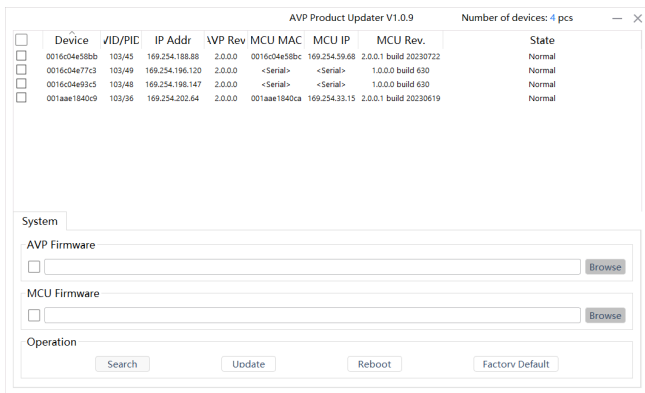 AVP Product Updater V1.0.9 Number of devices: 4 pcs
Device VID/PID IP Addr AVP Rev MCU MAC MCU IP MCU Rev. State
0016c04e58bb 103/45 169.254.188.88 2.0.0.0 0016c04e58bc 169.254.59.68 2.0.0.1 build 20230722 Normal
0016c04e77c3 103/49 169.254.196.120 2.0.0.0 <Serial> <Serial> 1.0.0.0 build 630 Normal
0016c04e93c5 103/48 169.254.198.147 2.0.0.0 <Serial> <Serial> 1.0.0.0 build 630 Normal
001aae1840c9 103/36 169.254.202.64 2.0.0.0 001aae1840ca 169.254.33.15 2.0.0.1 build 20230619 Normal
System
AVP Firmware
Browse
MCU Firmware
Browse
Operation
Search Update Reboot Factory Default